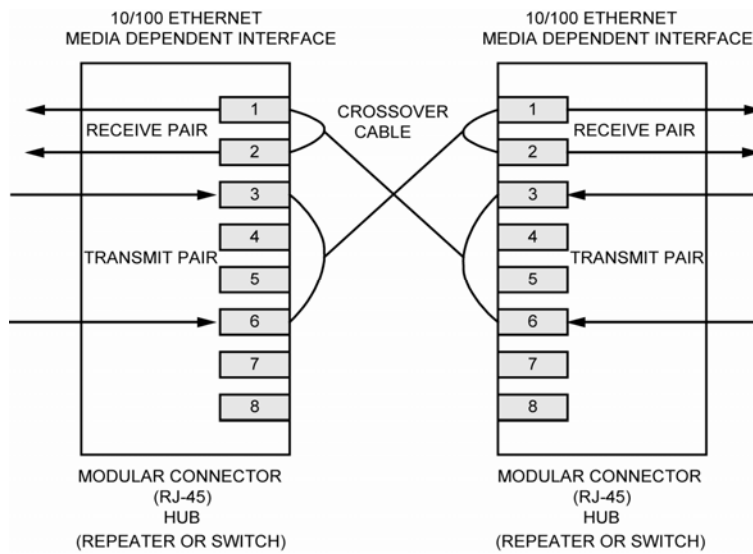 10/100 ETHERNET
MEDIA DEPENDENT INTERFACE
1
RECEIVE PAIR
2
3
4
TRANSMIT PAIR
5
6
7
8
MODULAR CONNECTOR
(RJ-45)
HUB
(REPEATER OR SWITCH)
CROSSOVER
CABLE
10/100 ETHERNET
MEDIA DEPENDENT INTERFACE
1
RECEIVE PAIR
2
3
4
TRANSMIT PAIR
5
6
7
8
MODULAR CONNECTOR
(RJ-45)
HUB
(REPEATER OR SWITCH)